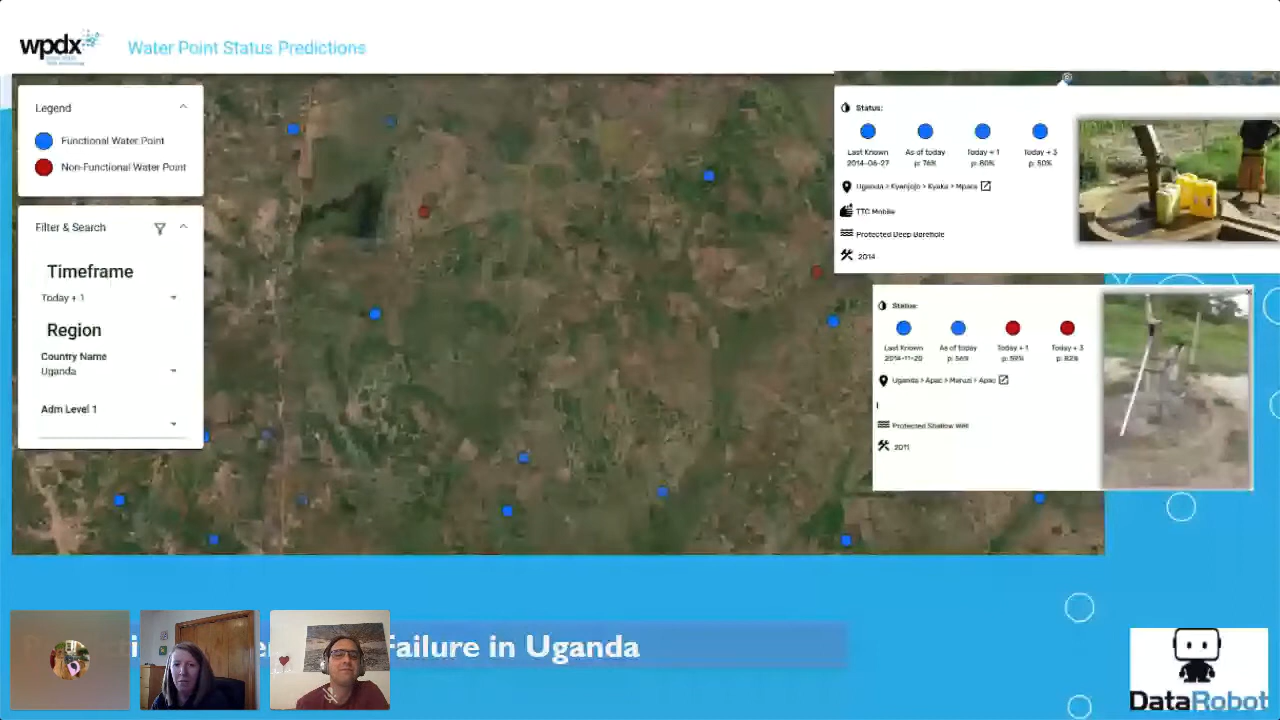 wpdx
Water Point Status Predictions
Legend
Functional Water Point
Non-Functional Water Point
Filter & Search
Timeframe
Today + 1
Region
Country Name
Uganda
Adm Level 1
Status:
Last Known
2014-06-27
As of today
p: 76%
Today + 1
p: 80%
Today + 3
p: 50%
Uganda > Kyenjojo > Kyaka > Mpara
TTC Mobile
Protected Deep Borehole
2014
Status:
Last Known
2014-11-20
As of today
p: 56%
Today + 1
p: 59%
Today + 3
p: 82%
Uganda > Apac > Maruzi > Apac
Protected Shallow Well
2011
Failure in Uganda
DataRobot